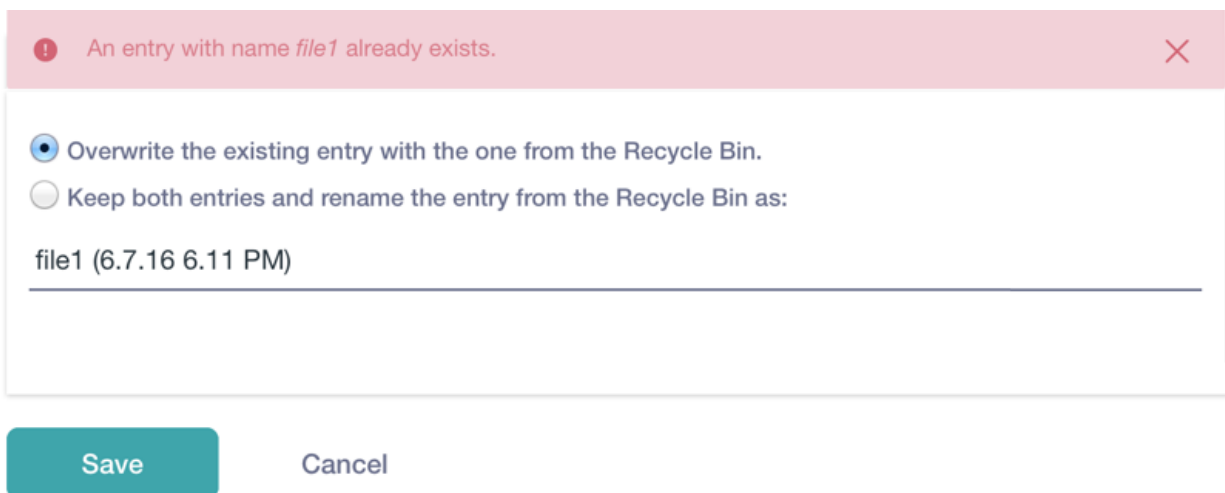 An entry with name file1 already exists.
Overwrite the existing entry with the one from the Recycle Bin.
Keep both entries and rename the entry from the Recycle Bin as:
file1 (6.7.16 6.11 PM)
Save Cancel